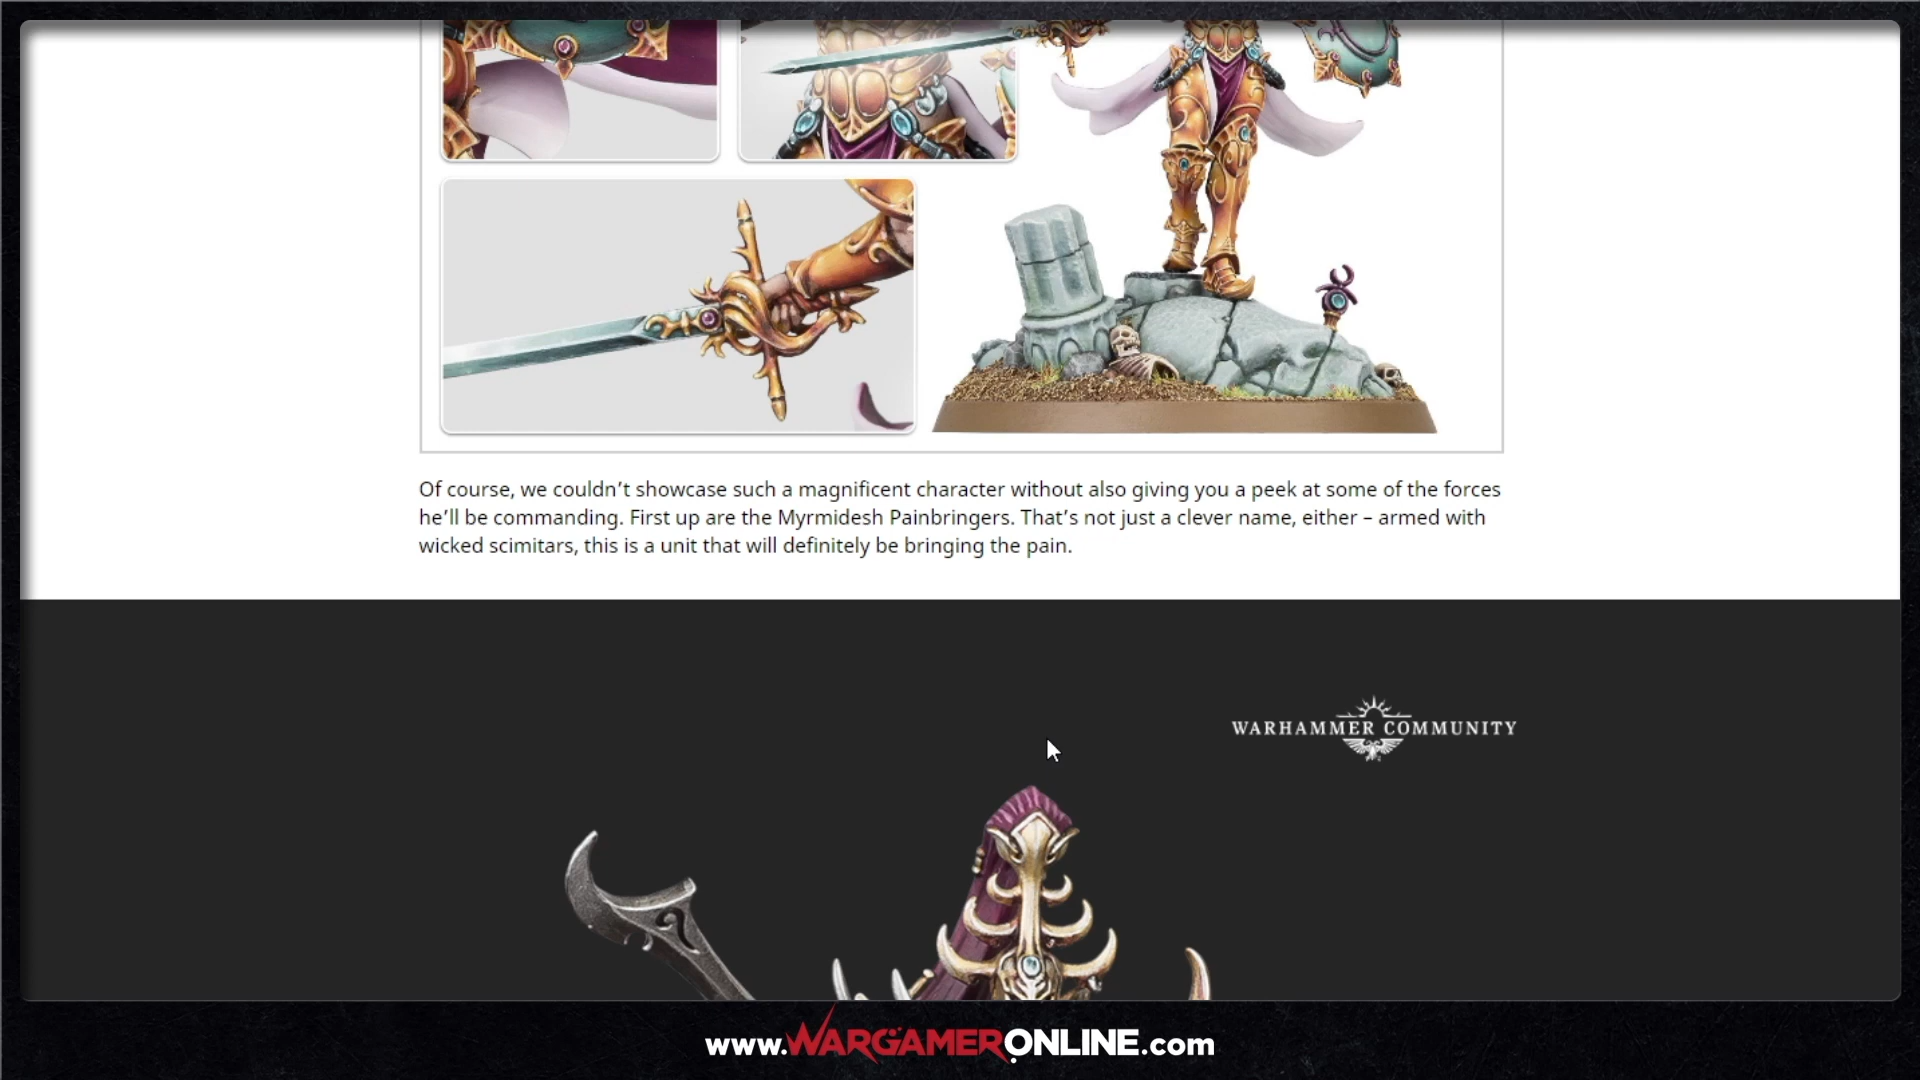 Of course, we couldn’t showcase such a magnificent character without also giving you a peek at some of the forces
he’ll be commanding. First up are the Myrmidesh Painbringers. That’s not just a clever name, either – armed with
wicked scimitars, this is a unit that will definitely be bringing the pain.
WARHAMMER COMMUNITY
www.WARGAMERONLINE.com